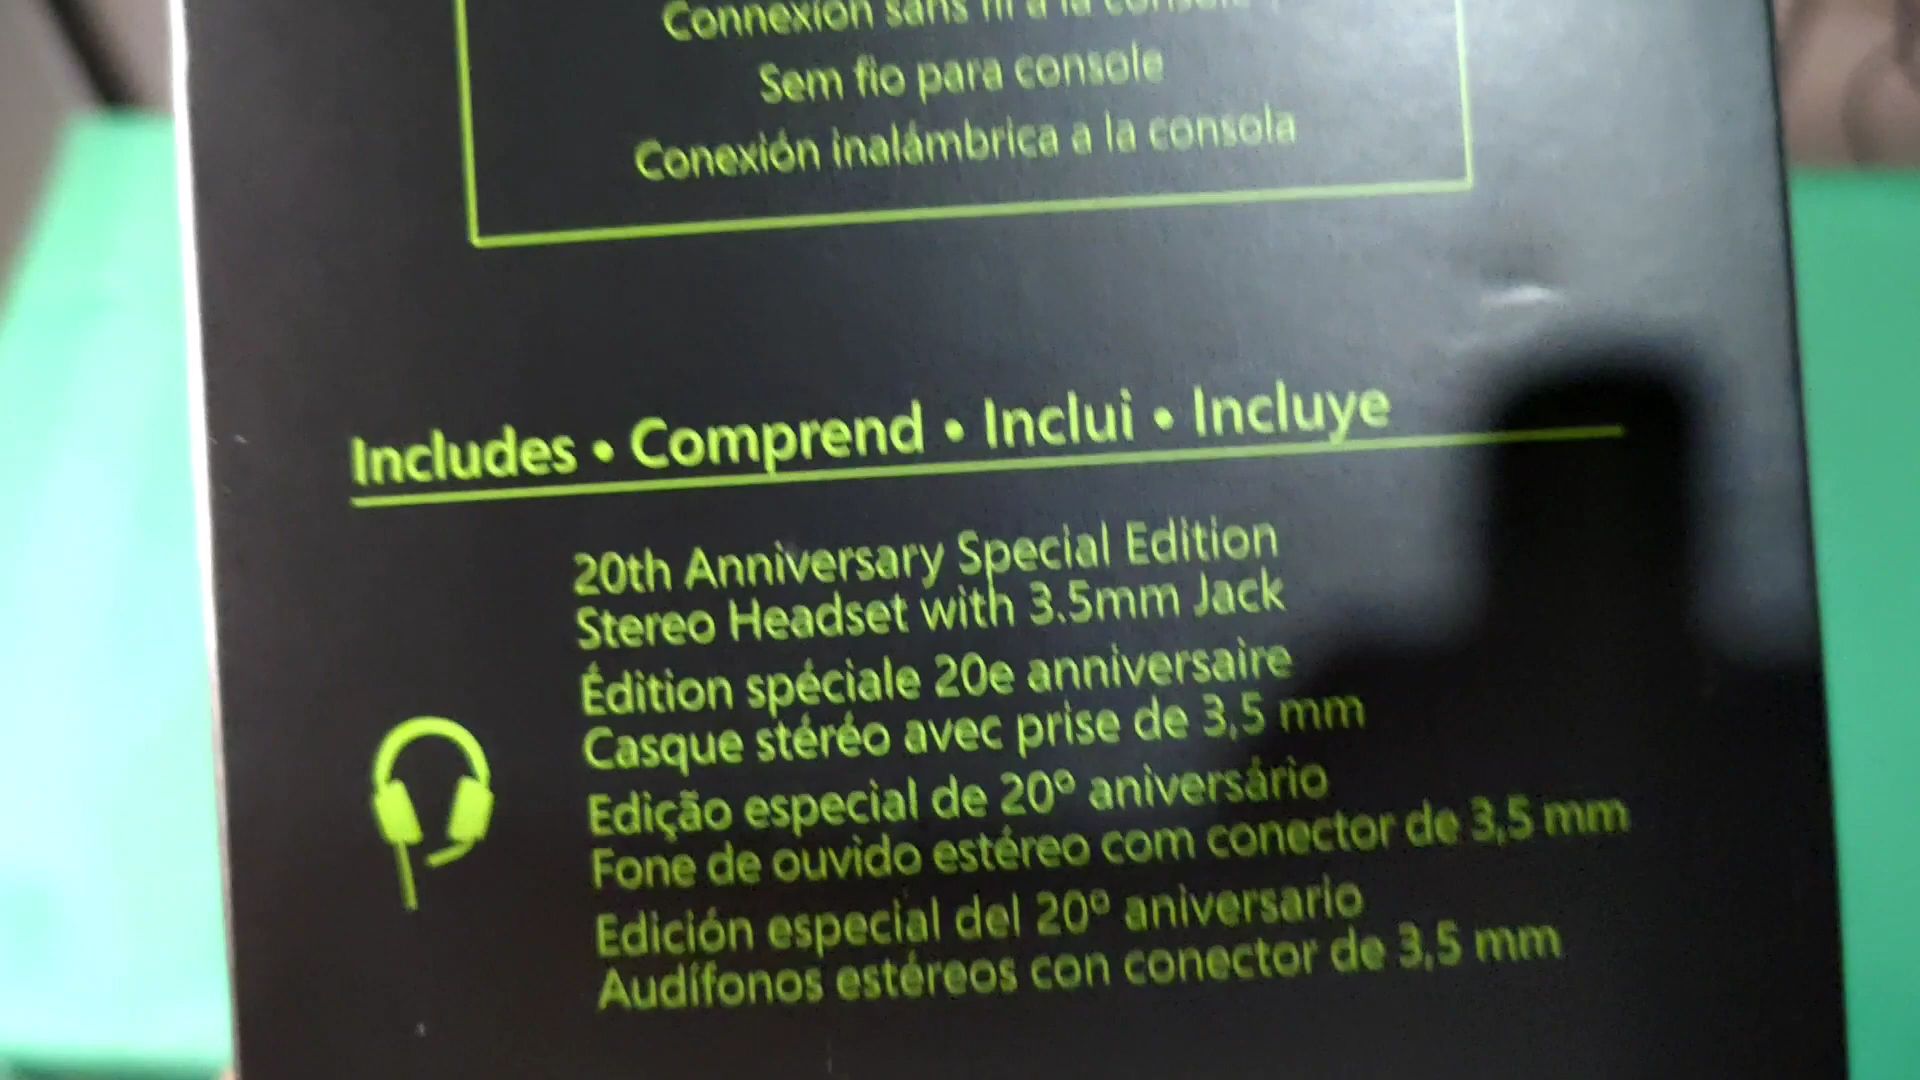 Connexion sans fil à la console
Sem fio para console
Conexión inalámbrica a la consola
Includes • Comprend • Inclui • Incluye
20th Anniversary Special Edition
Stereo Headset with 3.5mm Jack
Édition spéciale 20e anniversaire
Casque stéréo avec prise de 3,5 mm
Edição especial de 20º aniversário
Fone de ouvido estéreo com conector de 3,5 mm
Edición especial del 20º aniversario
Audífonos estéreos con conector de 3,5 mm